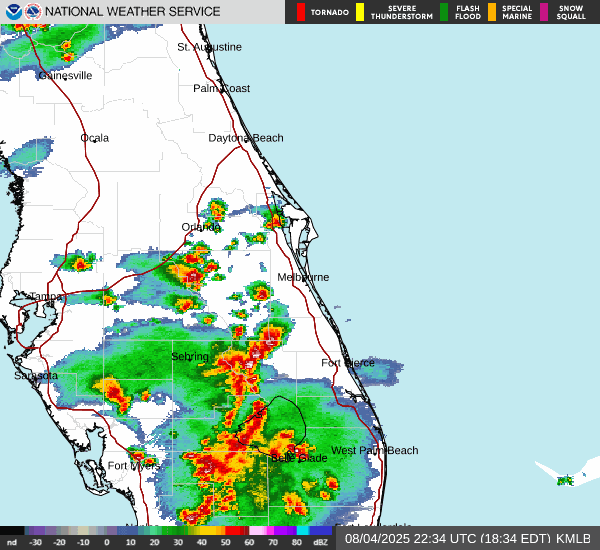 NATIONAL WEATHER SERVICE
TORNADO
SEVERE THUNDERSTORM
FLASH FLOOD
SPECIAL MARINE
SNOW SQUALL
St. Augustine
Gainesville
Palm Coast
Ocala
Daytona Beach
Orlando
Melbourne
Tampa
Sebring
Fort Pierce
Sarasota
West Palm Beach
Belle Glade
Fort Myers
nd -30 -20 -10 0 10 20 30 40 50 60 70 80 dBZ
08/04/2025 22:34 UTC (18:34 EDT) KMLB